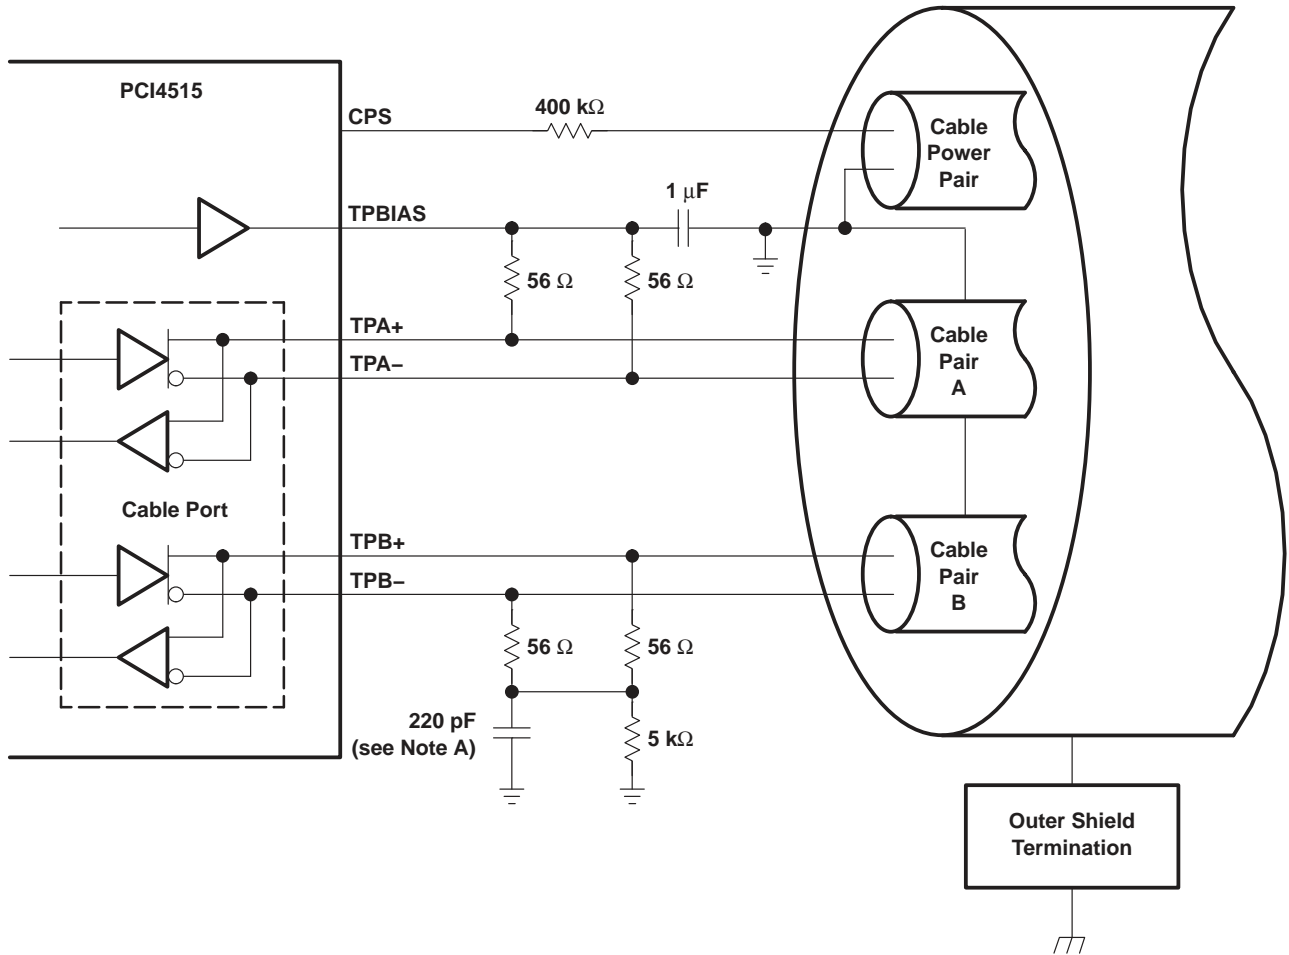 PCI4515
CPS
400 kΩ
Cable
Power
Pair
TPBIAS
1 μF
56 Ω
56 Ω
TPA+
TPA–
Cable
Pair
A
Cable Port
TPB+
TPB–
Cable
Pair
B
56 Ω
56 Ω
220 pF
(see Note A)
5 kΩ
Outer Shield
Termination